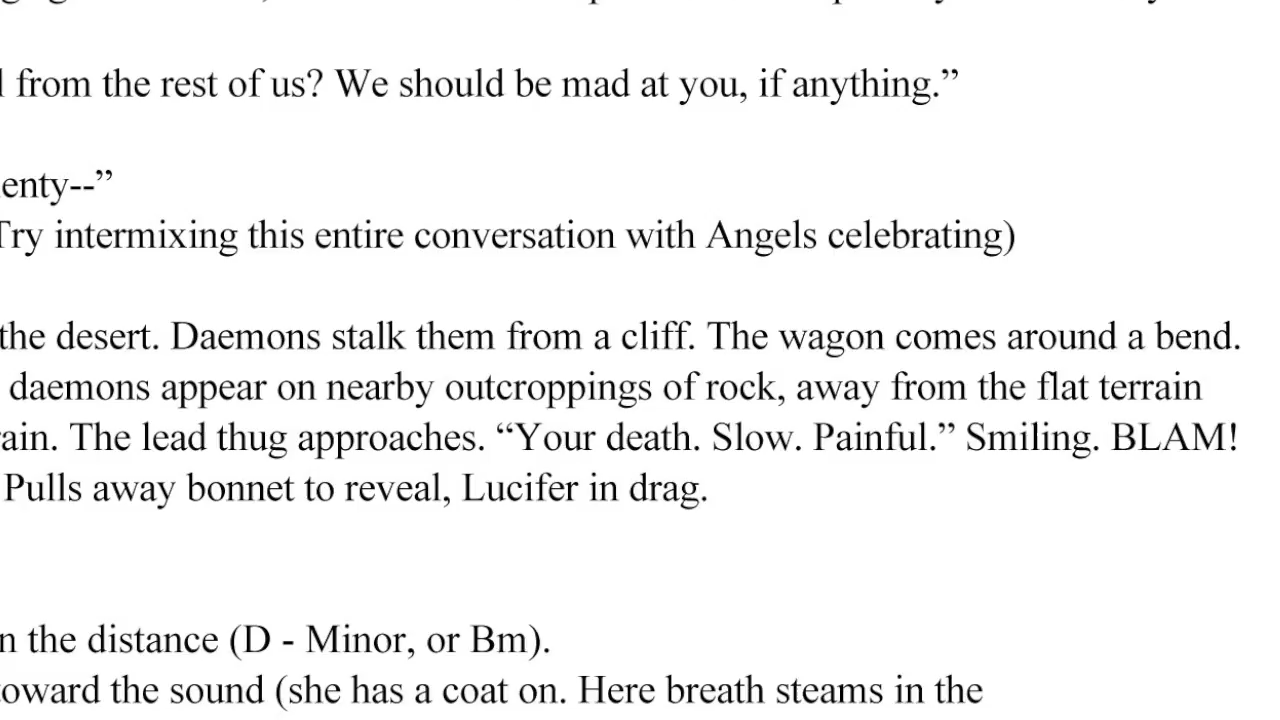 from the rest of us? We should be mad at you, if anything.”
enty--”
Try intermixing this entire conversation with Angels celebrating)
the desert. Daemons stalk them from a cliff. The wagon comes around a bend.
daemons appear on nearby outcroppings of rock, away from the flat terrain
ain. The lead thug approaches. “Your death. Slow. Painful.” Smiling. BLAM!
Pulls away bonnet to reveal, Lucifer in drag.
n the distance (D - Minor, or Bm).
toward the sound (she has a coat on. Here breath steams in the